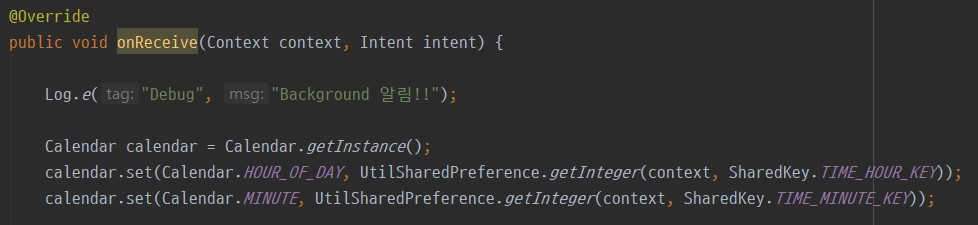 @Override
public void onReceive(Context context, Intent intent) {
Log.e( tag: "Debug", msg: "Background 알림!!");
Calendar calendar = Calendar.getInstance();
calendar.set(Calendar.HOUR_OF_DAY, UtilSharedPreference.getInteger(context, SharedKey.TIME_HOUR_KEY));
calendar.set(Calendar.MINUTE, UtilSharedPreference.getInteger(context, SharedKey.TIME_MINUTE_KEY));